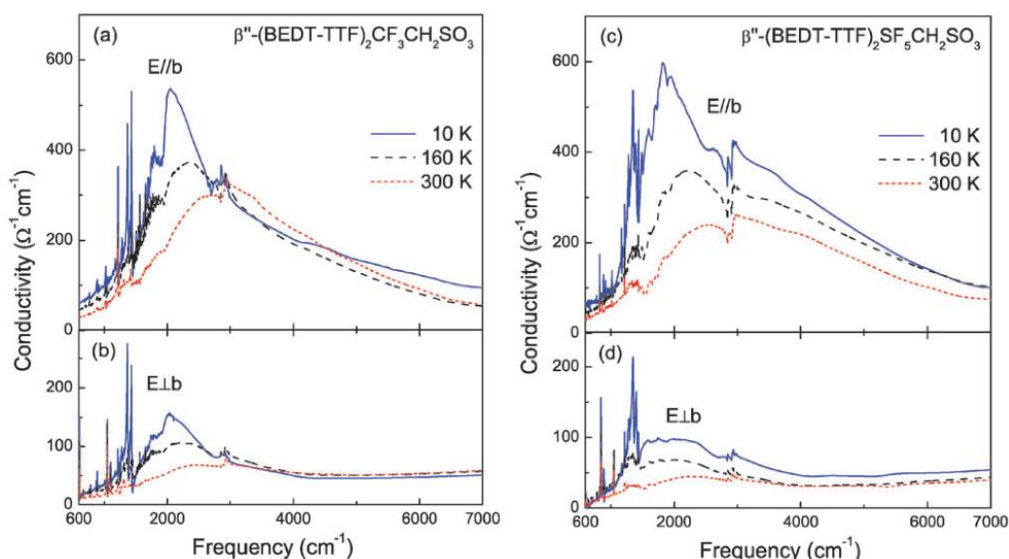 (a) β"-(BEDT-TTF)₂CF₃CH₂SO₃
E//b
10 K
160 K
300 K
Conductivity (Ω⁻¹cm⁻¹)
600
400
200
0
(b)
E⊥b
150
100
50
0
600 2000 4000 6000 7000
Frequency (cm⁻¹)
(c) β"-(BEDT-TTF)₂SF₅CH₂SO₃
E//b
10 K
160 K
300 K
Conductivity (Ω⁻¹cm⁻¹)
600
400
200
0
(d)
E⊥b
200
100
0
600 2000 4000 6000 7000
Frequency (cm⁻¹)